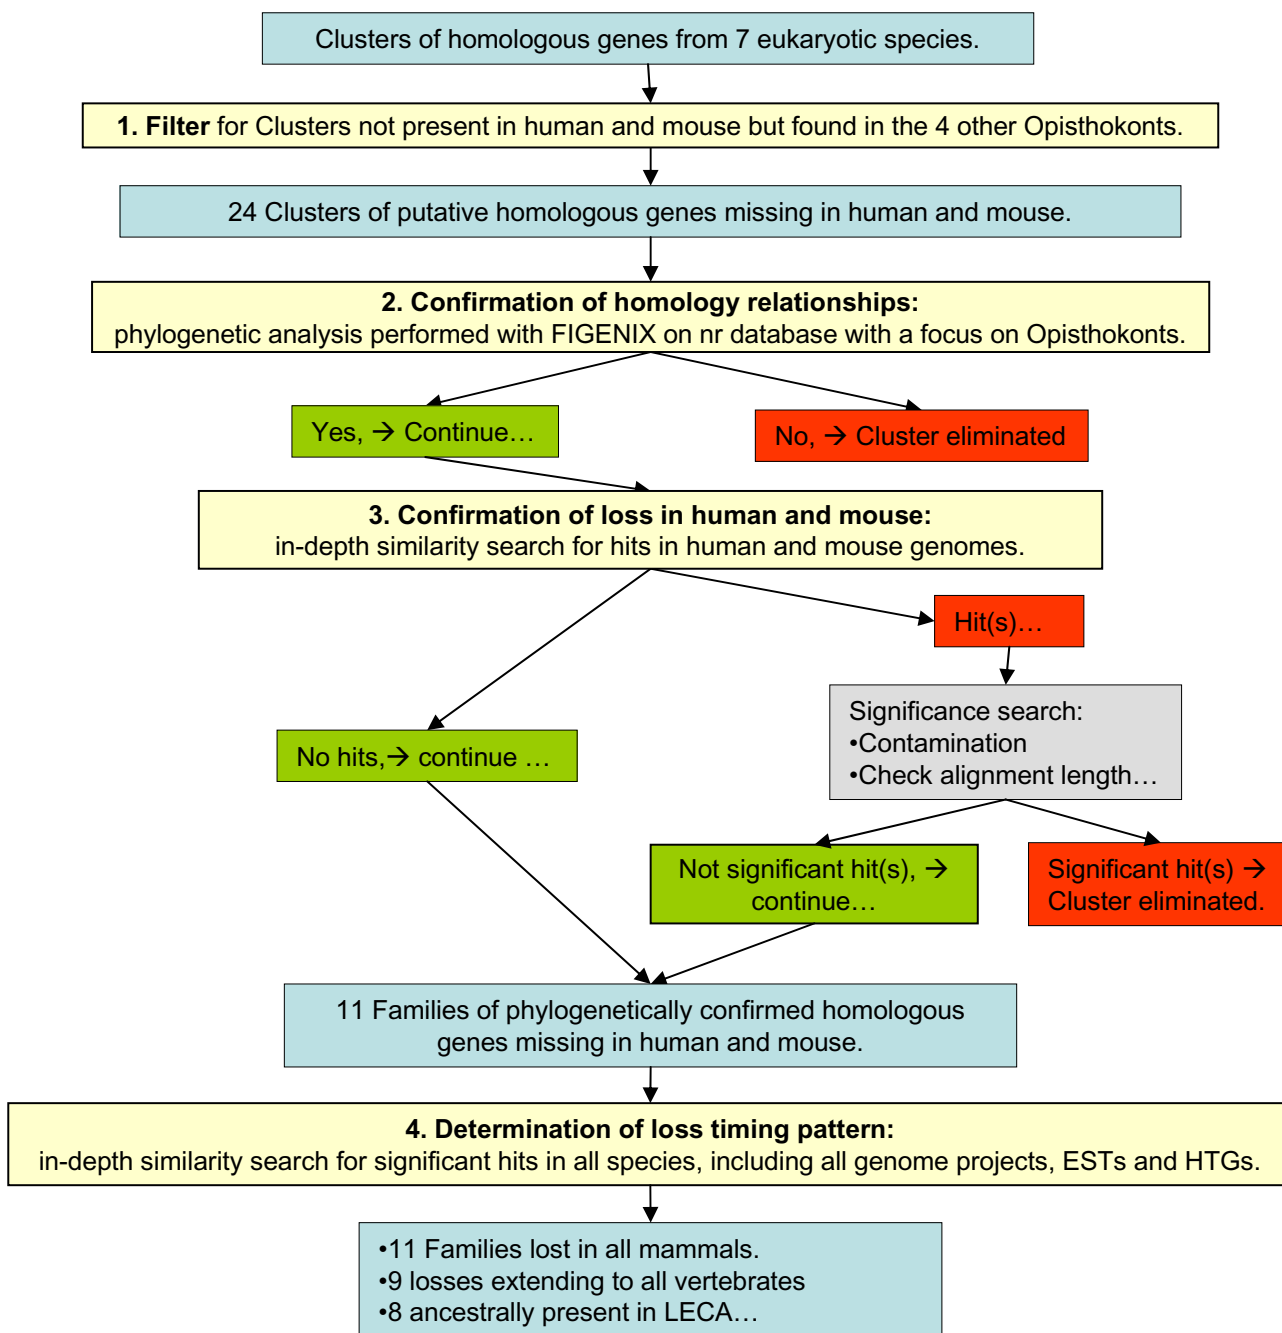 Clusters of homologous genes from 7 eukaryotic species.
1. Filter for Clusters not present in human and mouse but found in the 4 other Opisthokonts.
24 Clusters of putative homologous genes missing in human and mouse.
2. Confirmation of homology relationships:
phylogenetic analysis performed with FIGENIX on nr database with a focus on Opisthokonts.
Yes, → Continue…
No, → Cluster eliminated
3. Confirmation of loss in human and mouse:
in-depth similarity search for hits in human and mouse genomes.
Hit(s)…
Significance search:
•Contamination
•Check alignment length…
No hits,→ continue …
Not significant hit(s), →
continue…
Significant hit(s) →
Cluster eliminated.
11 Families of phylogenetically confirmed homologous
genes missing in human and mouse.
4. Determination of loss timing pattern:
in-depth similarity search for significant hits in all species, including all genome projects, ESTs and HTGs.
•11 Families lost in all mammals.
•9 losses extending to all vertebrates
•8 ancestrally present in LECA…